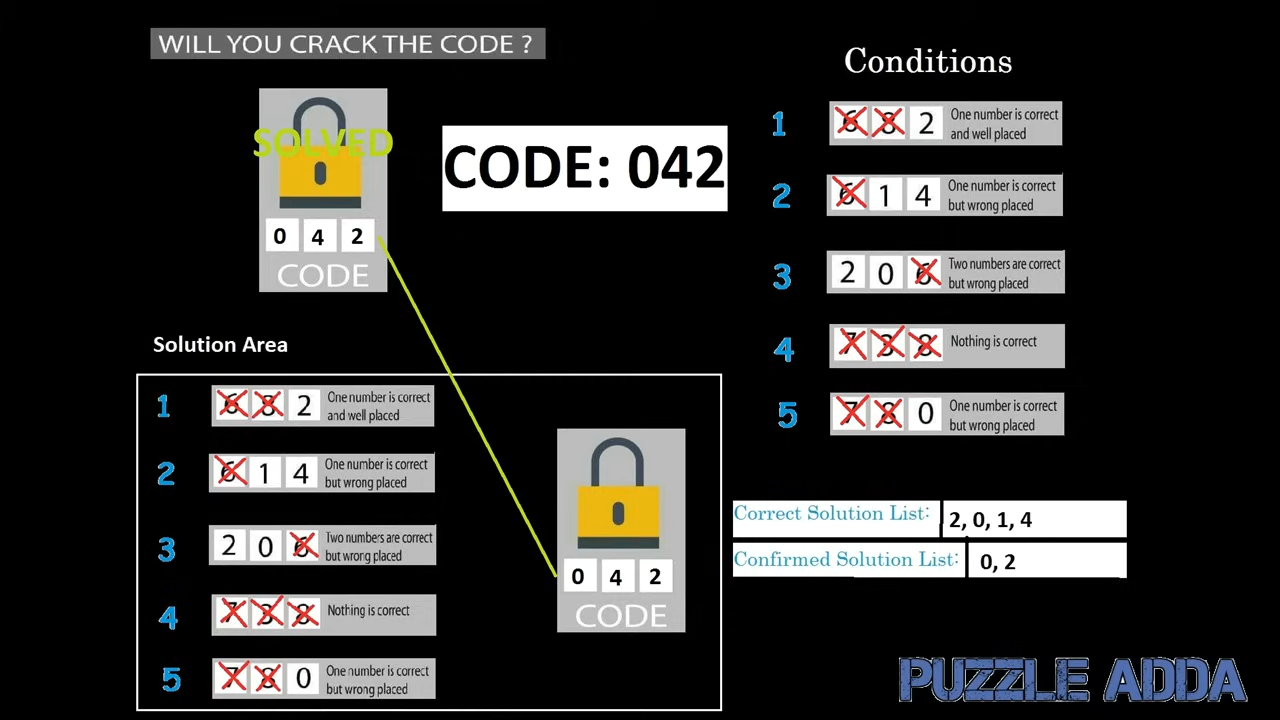 WILL YOU CRACK THE CODE ?
SOLVED
0 4 2
CODE
CODE: 042
Conditions
1
6 8 2
One number is correct
and well placed
2
6 1 4
One number is correct
but wrong placed
3
2 0 6
Two numbers are correct
but wrong placed
4
7 3 8
Nothing is correct
5
7 8 0
One number is correct
but wrong placed
Solution Area
1
6 8 2
One number is correct
and well placed
2
6 1 4
One number is correct
but wrong placed
3
2 0 6
Two numbers are correct
but wrong placed
4
7 3 8
Nothing is correct
5
7 8 0
One number is correct
but wrong placed
0 4 2
CODE
Correct Solution List: 2, 0, 1, 4
Confirmed Solution List: 0, 2
PUZZLE ADDA